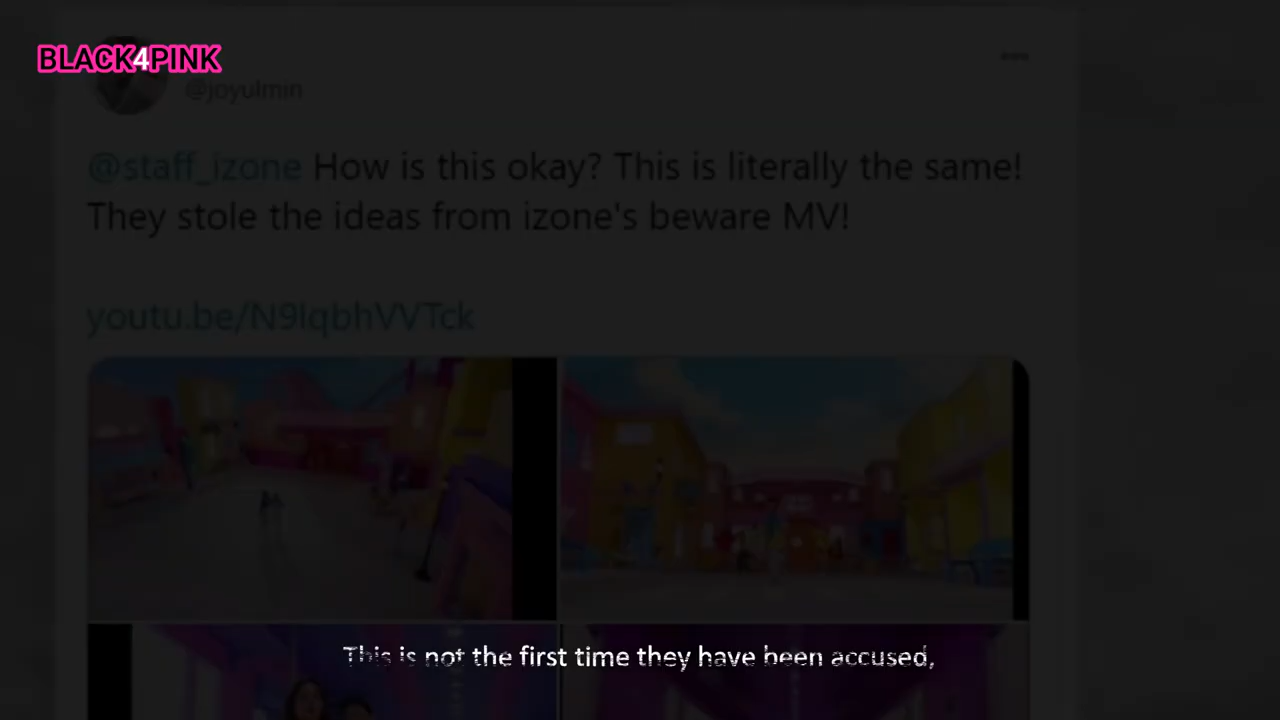 BLACK4PINK
@joyulmin
@staff_izone How is this okay? This is literally the same!
They stole the ideas from izone's beware MV!
youtu.be/N9lqbhVVTck
This is not the first time they have been accused,